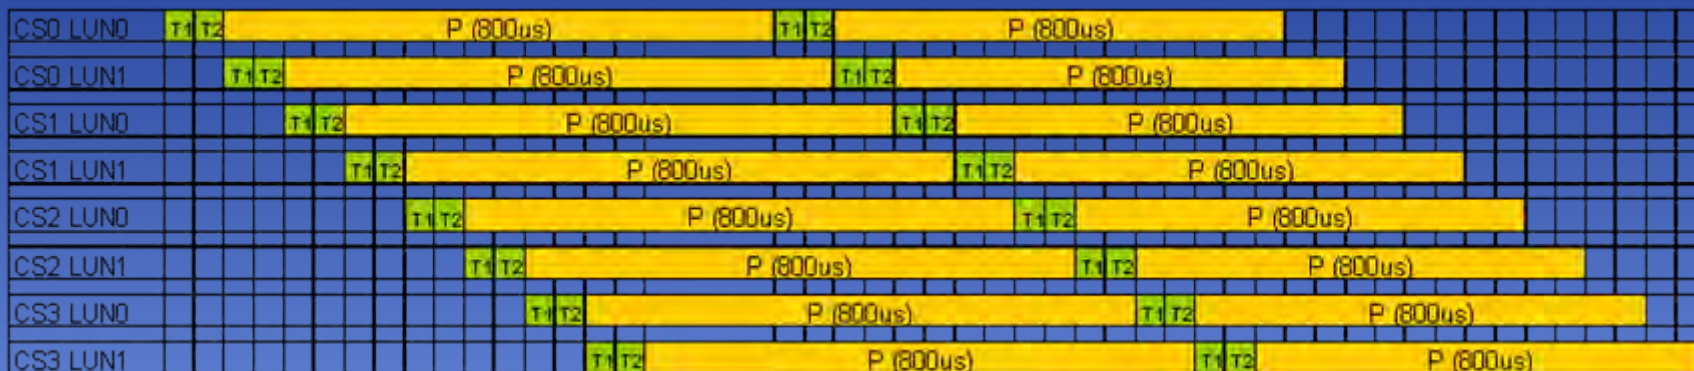 CS0 LUN0 T1 T2 P (800us) T1 T2 P (800us)
CS0 LUN1 T1 T2 P (800us) T1 T2 P (800us)
CS1 LUN0 T1 T2 P (800us) T1 T2 P (800us)
CS1 LUN1 T1 T2 P (800us) T1 T2 P (800us)
CS2 LUN0 T1 T2 P (800us) T1 T2 P (800us)
CS2 LUN1 T1 T2 P (800us) T1 T2 P (800us)
CS3 LUN0 T1 T2 P (800us) T1 T2 P (800us)
CS3 LUN1 T1 T2 P (800us) T1 T2 P (800us)